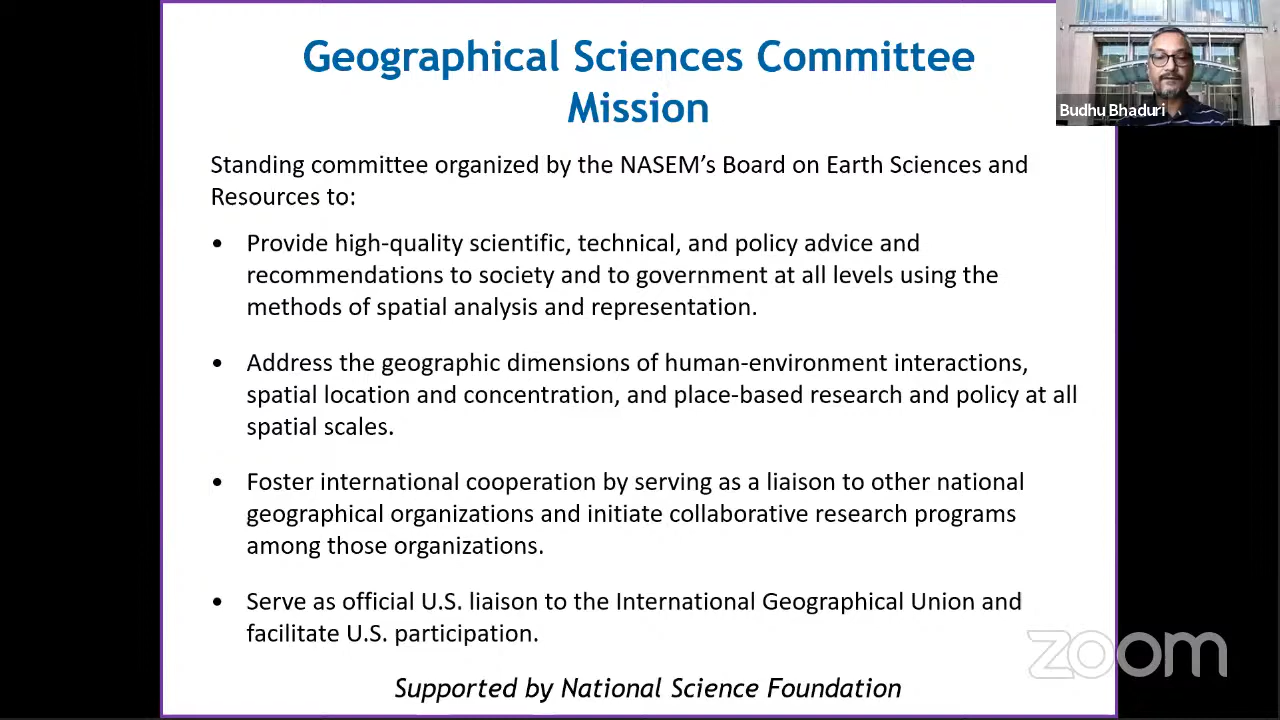 Geographical Sciences Committee
Mission
Budhu Bhaduri
Standing committee organized by the NASEM's Board on Earth Sciences and
Resources to:
• Provide high-quality scientific, technical, and policy advice and
recommendations to society and to government at all levels using the
methods of spatial analysis and representation.
• Address the geographic dimensions of human-environment interactions,
spatial location and concentration, and place-based research and policy at all
spatial scales.
• Foster international cooperation by serving as a liaison to other national
geographical organizations and initiate collaborative research programs
among those organizations.
• Serve as official U.S. liaison to the International Geographical Union and
facilitate U.S. participation.
zoom
Supported by National Science Foundation